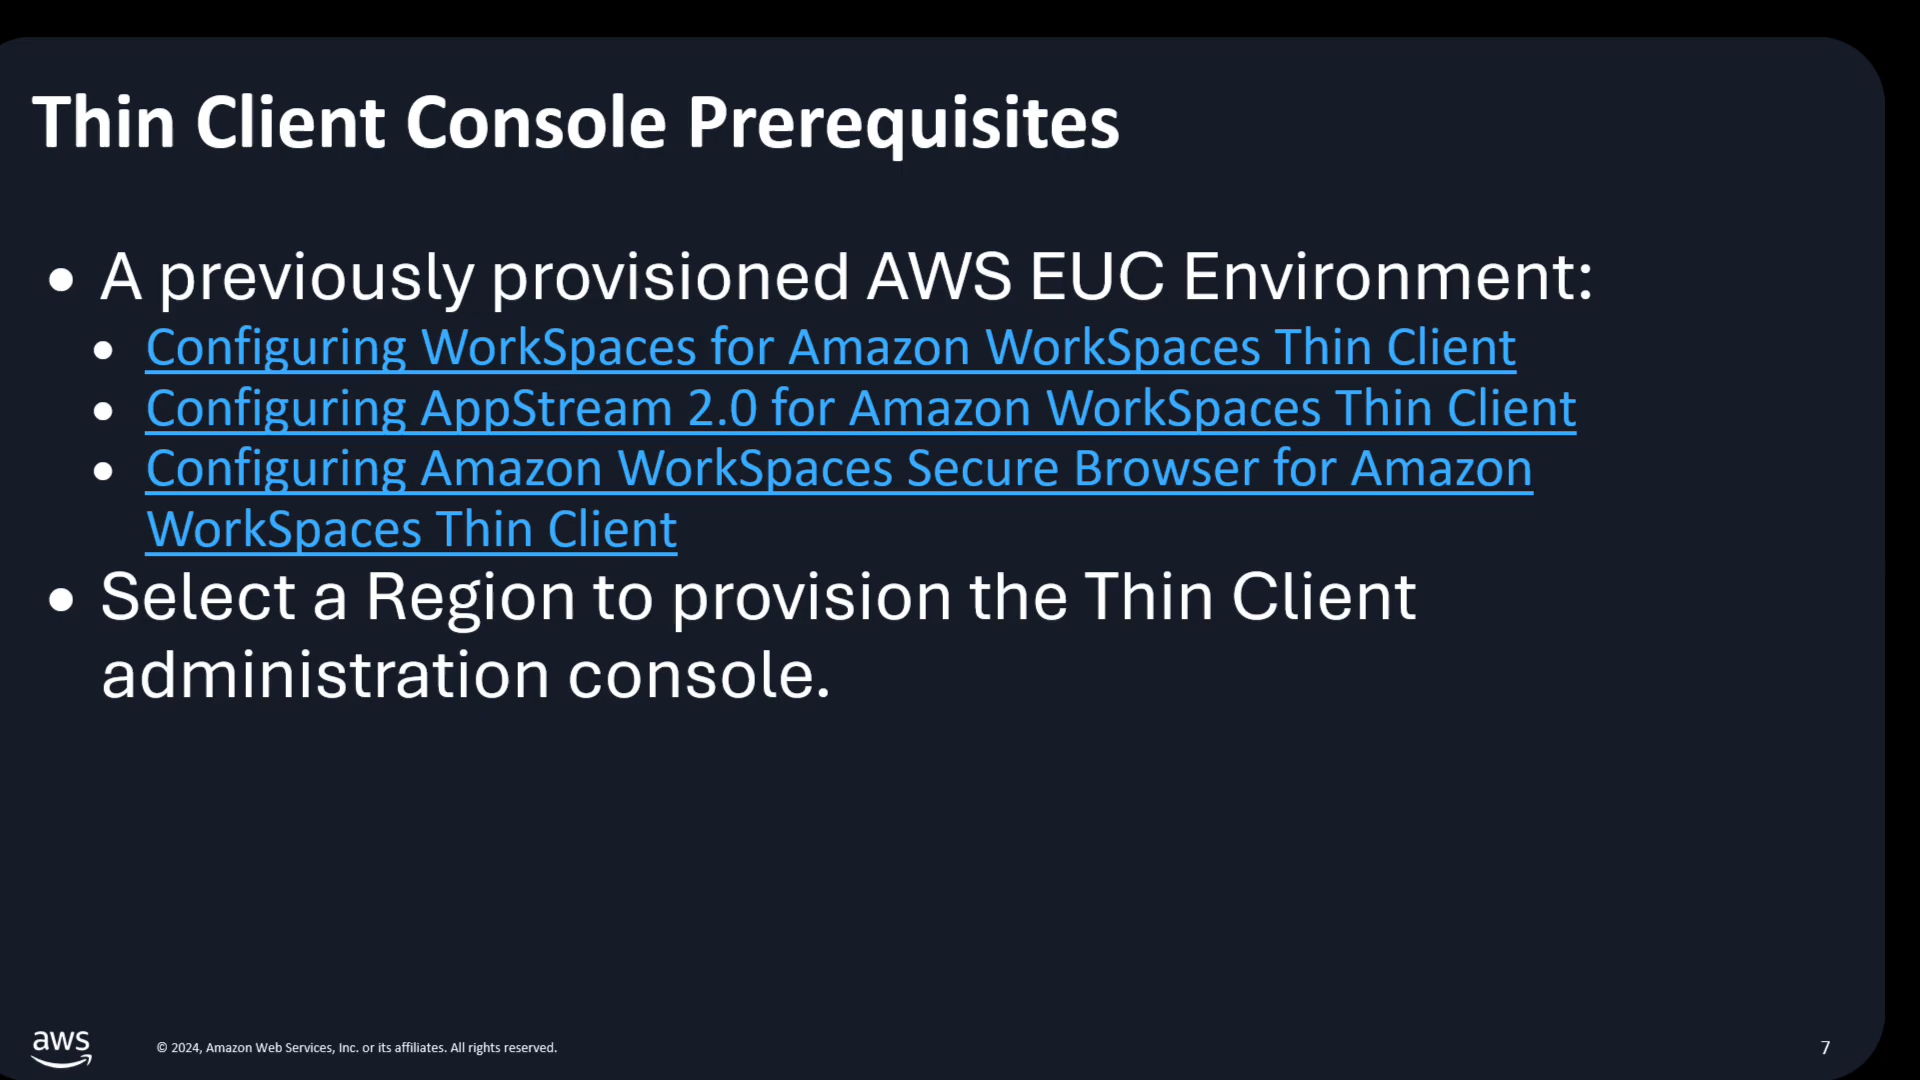 Thin Client Console Prerequisites
• A previously provisioned AWS EUC Environment:
• Configuring WorkSpaces for Amazon WorkSpaces Thin Client
• Configuring AppStream 2.0 for Amazon WorkSpaces Thin Client
• Configuring Amazon WorkSpaces Secure Browser for Amazon
WorkSpaces Thin Client
• Select a Region to provision the Thin Client
administration console.
aws
© 2024, Amazon Web Services, Inc. or its affiliates. All rights reserved.
7